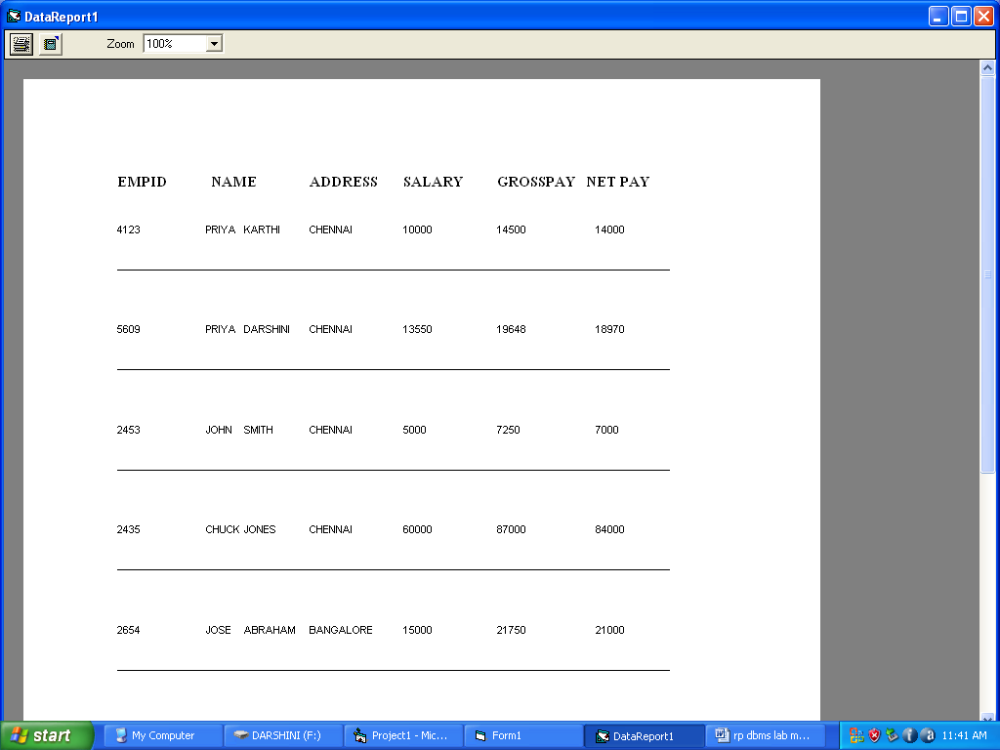 DataReport1
Zoom 100%
EMPID NAME ADDRESS SALARY GROSSPAY NET PAY
4123 PRIYA KARTHI CHENNAI 10000 14500 14000
5609 PRIYA DARSHINI CHENNAI 13550 19648 18970
2453 JOHN SMITH CHENNAI 5000 7250 7000
2435 CHUCK JONES CHENNAI 60000 87000 84000
2654 JOSE ABRAHAM BANGALORE 15000 21750 21000
start My Computer DARSHINI (F:) Project1 - Mic... Form1 DataReport1 rp dbms lab m... 11:41 AM